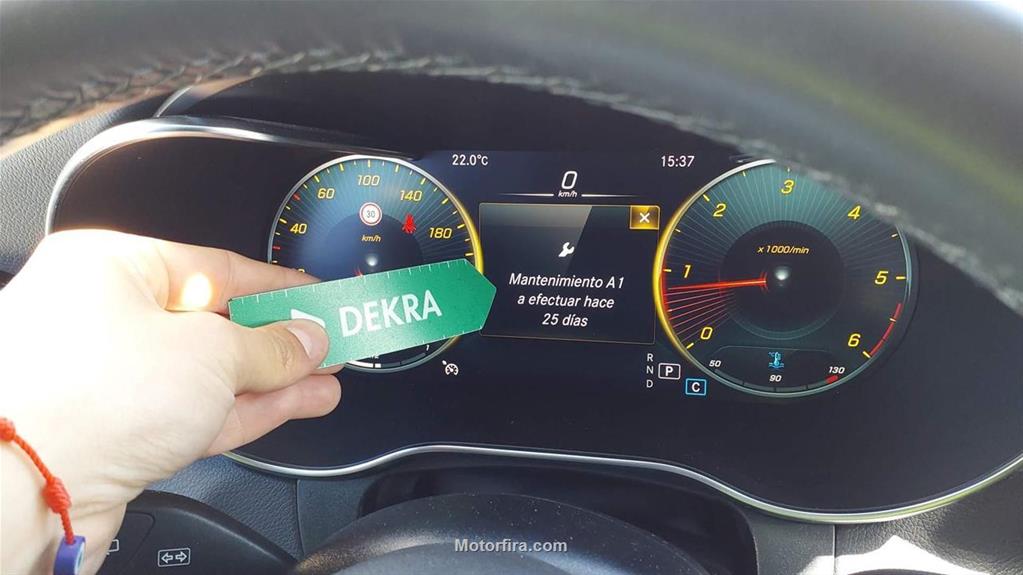 22.0°C
15:37
0
km/h
40
60
100
140
180
30
km/h
Mantenimiento A1
a efectuar hace
25 días
DEKRA
0
1
2
3
4
5
6
x 1000/min
50
90
130
R
N
D
P
C
Motorfira.com